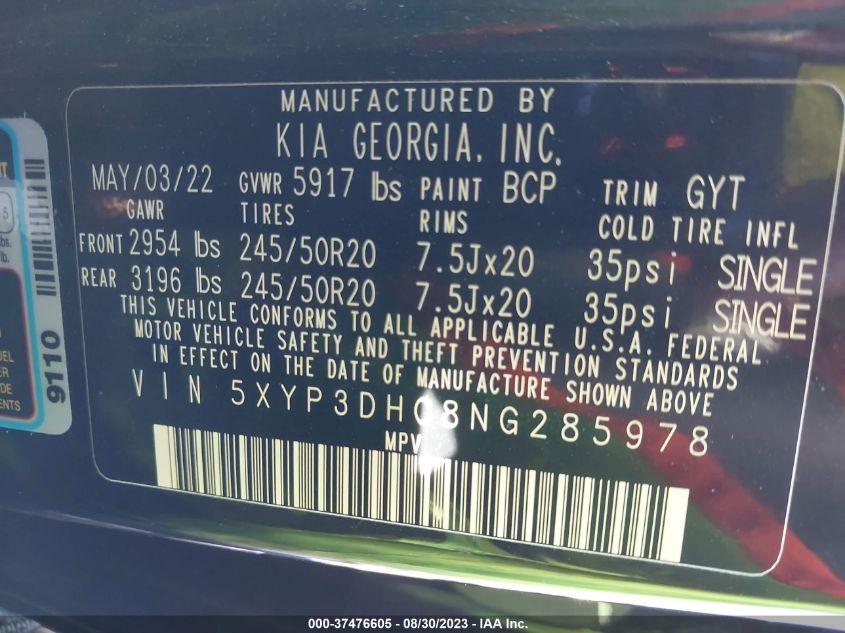 MANUFACTURED BY
KIA GEORGIA, INC.
MAY/03/22 GVWR 5917 lbs PAINT BCP TRIM GYT
GAWR TIRES RIMS COLD TIRE INFL
FRONT 2954 lbs 245/50R20 7.5Jx20 35psi SINGLE
REAR 3196 lbs 245/50R20 7.5Jx20 35psi SINGLE
THIS VEHICLE CONFORMS TO ALL APPLICABLE U.S.A. FEDERAL
MOTOR VEHICLE SAFETY AND THEFT PREVENTION STANDARDS
IN EFFECT ON THE DATE OF MANUFACTURE SHOWN ABOVE
VIN 5XYP3DHC8NG285978
MPV
9110
000-37476605 - 08/30/2023 - IAA Inc.